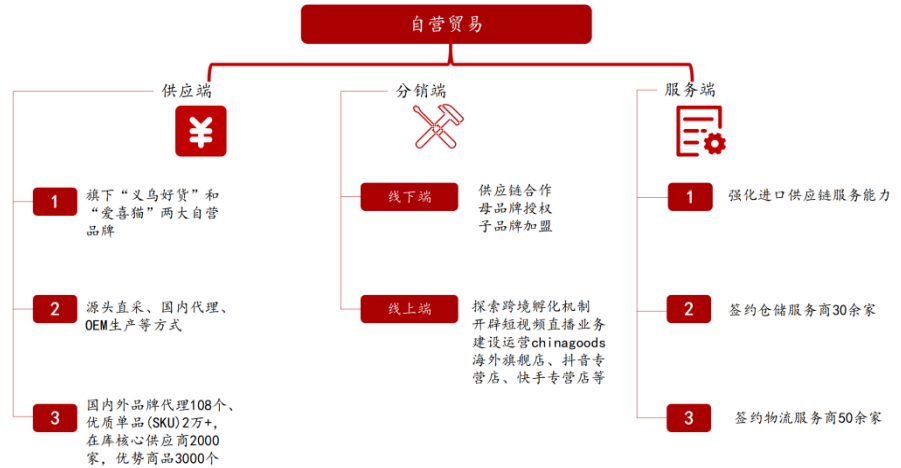 自营贸易
供应端
¥
1
旗下“义乌好货”和
“爱喜猫”两大自营
品牌
2
源头直采、国内代理、
OEM生产等方式
3
国内外品牌代理108个、
优质单品(SKU)2万+，
在库核心供应商2000
家，优势商品3000个
分销端
线下端
供应链合作
母品牌授权
子品牌加盟
线上端
探索跨境孵化机制
开辟短视频直播业务
建设运营chinagoods
海外旗舰店、抖音专
营店、快手专营店等
服务端
1
强化进口供应链服务能力
2
签约仓储服务商30余家
3
签约物流服务商50余家